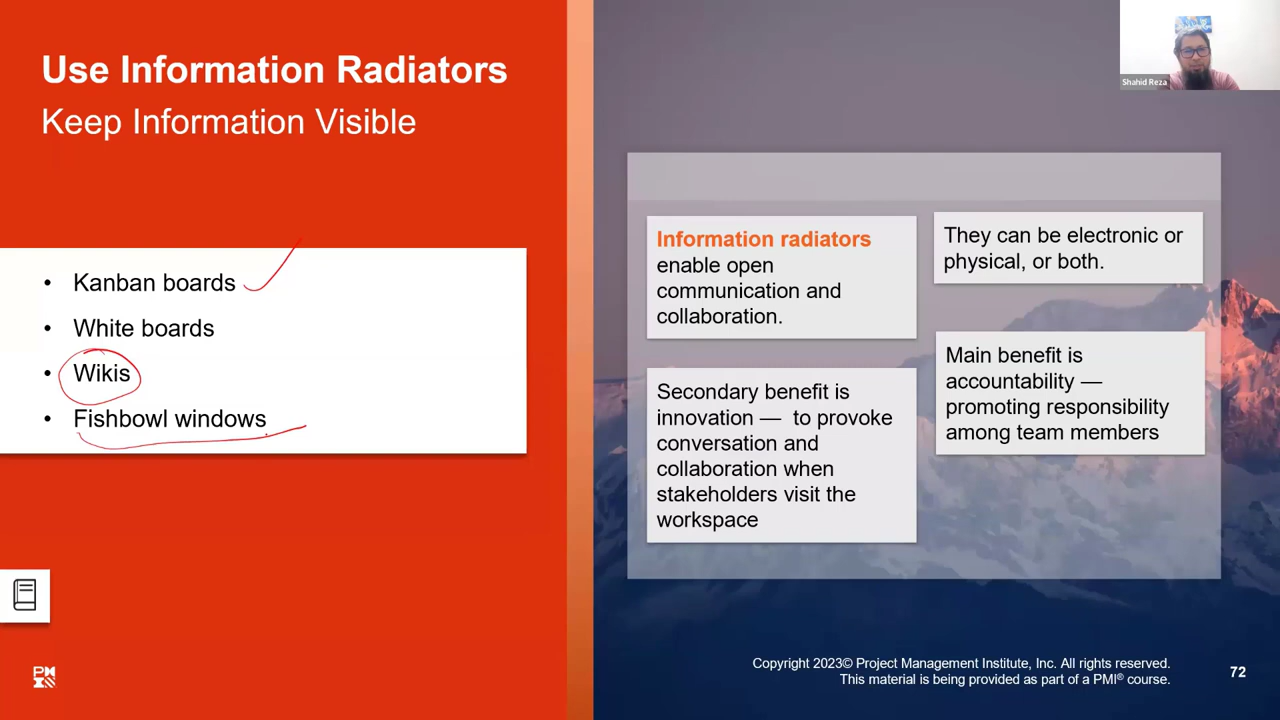 Use Information Radiators
Keep Information Visible
• Kanban boards
• White boards
• Wikis
• Fishbowl windows
Shahid Reza
Information radiators
enable open
communication and
collaboration.
They can be electronic or
physical, or both.
Secondary benefit is
innovation — to provoke
conversation and
collaboration when
stakeholders visit the
workspace
Main benefit is
accountability —
promoting responsibility
among team members
Copyright 2023© Project Management Institute, Inc. All rights reserved.
This material is being provided as part of a PMI® course.
72